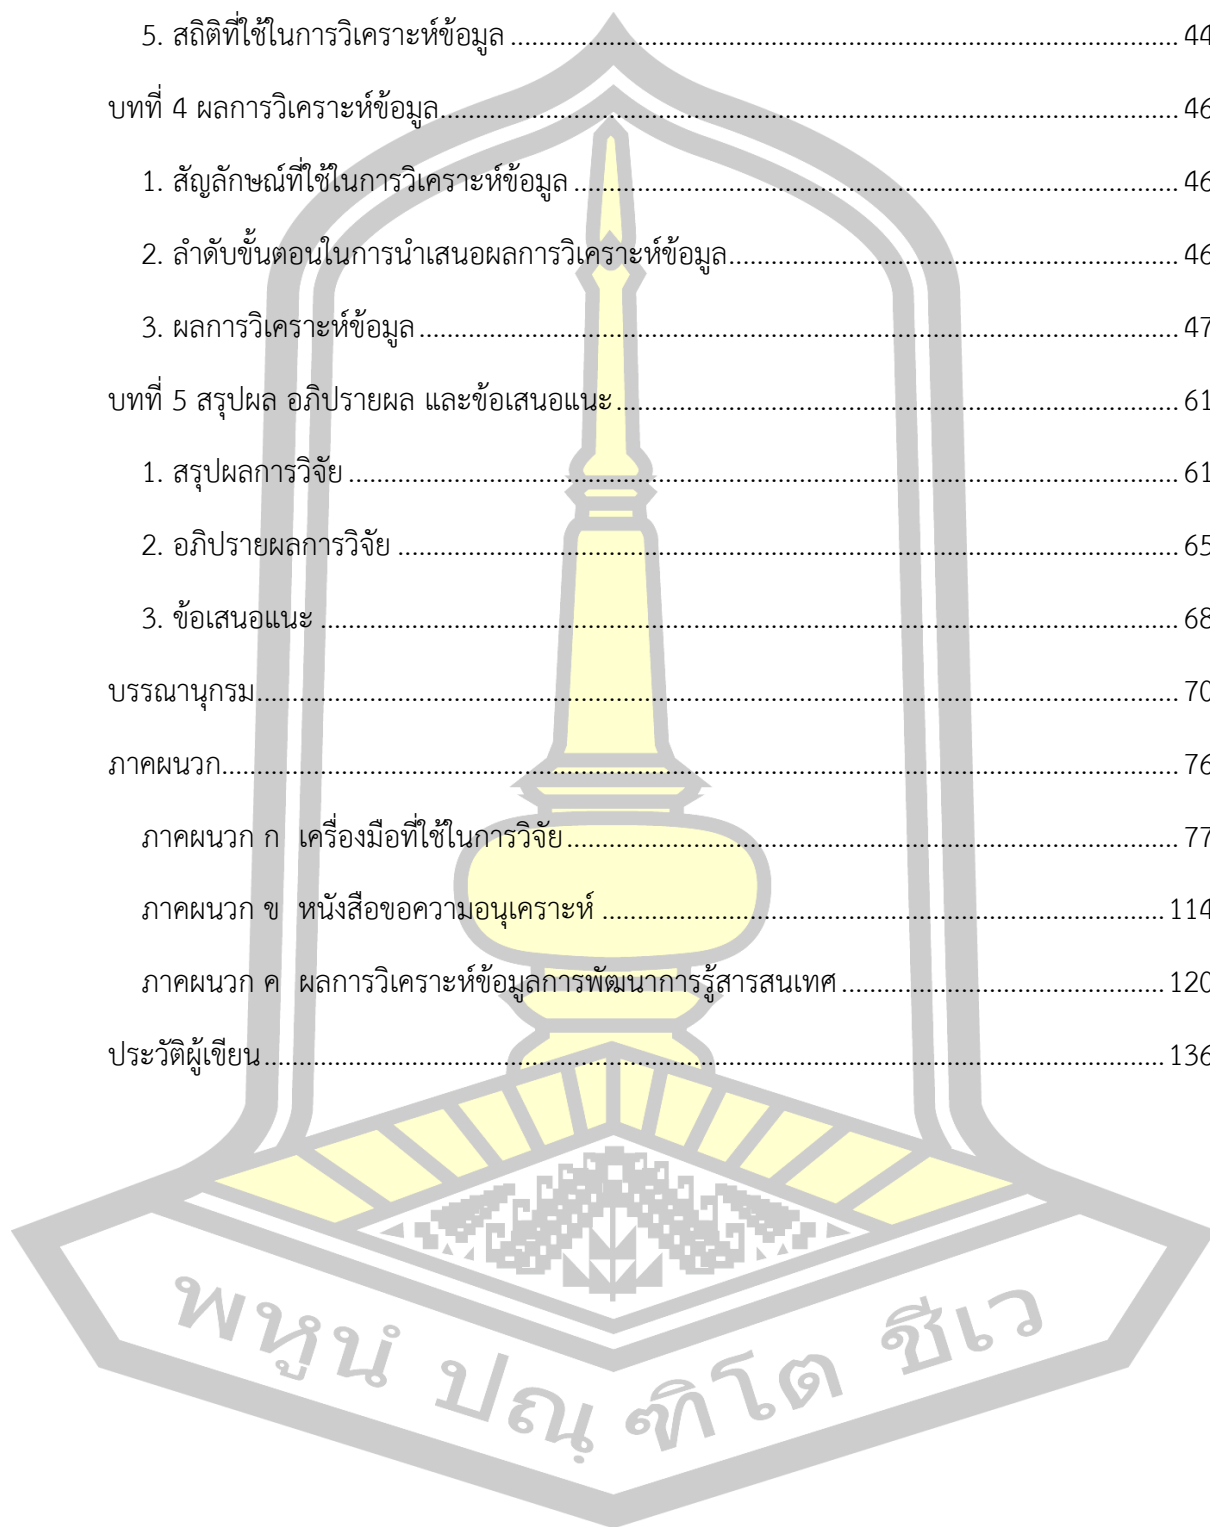 5. สถิติที่ใช้ในการวิเคราะห์ข้อมูล ........ 44
บทที่ 4 ผลการวิเคราะห์ข้อมูล ........ 46
1. สัญลักษณ์ที่ใช้ในการวิเคราะห์ข้อมูล ........ 46
2. ลำดับขั้นตอนในการนำเสนอผลการวิเคราะห์ข้อมูล ........ 46
3. ผลการวิเคราะห์ข้อมูล ........ 47
บทที่ 5 สรุปผล อภิปรายผล และข้อเสนอแนะ ........ 61
1. สรุปผลการวิจัย ........ 61
2. อภิปรายผลการวิจัย ........ 65
3. ข้อเสนอแนะ ........ 68
บรรณานุกรม ........ 70
ภาคผนวก ........ 76
ภาคผนวก ก เครื่องมือที่ใช้ในการวิจัย ........ 77
ภาคผนวก ข หนังสือขอความอนุเคราะห์ ........ 114
ภาคผนวก ค ผลการวิเคราะห์ข้อมูลการพัฒนาการรู้สารสนเทศ ........ 120
ประวัติผู้เขียน ........ 136
พหูนํ ปณฺฑิโต ชีเว